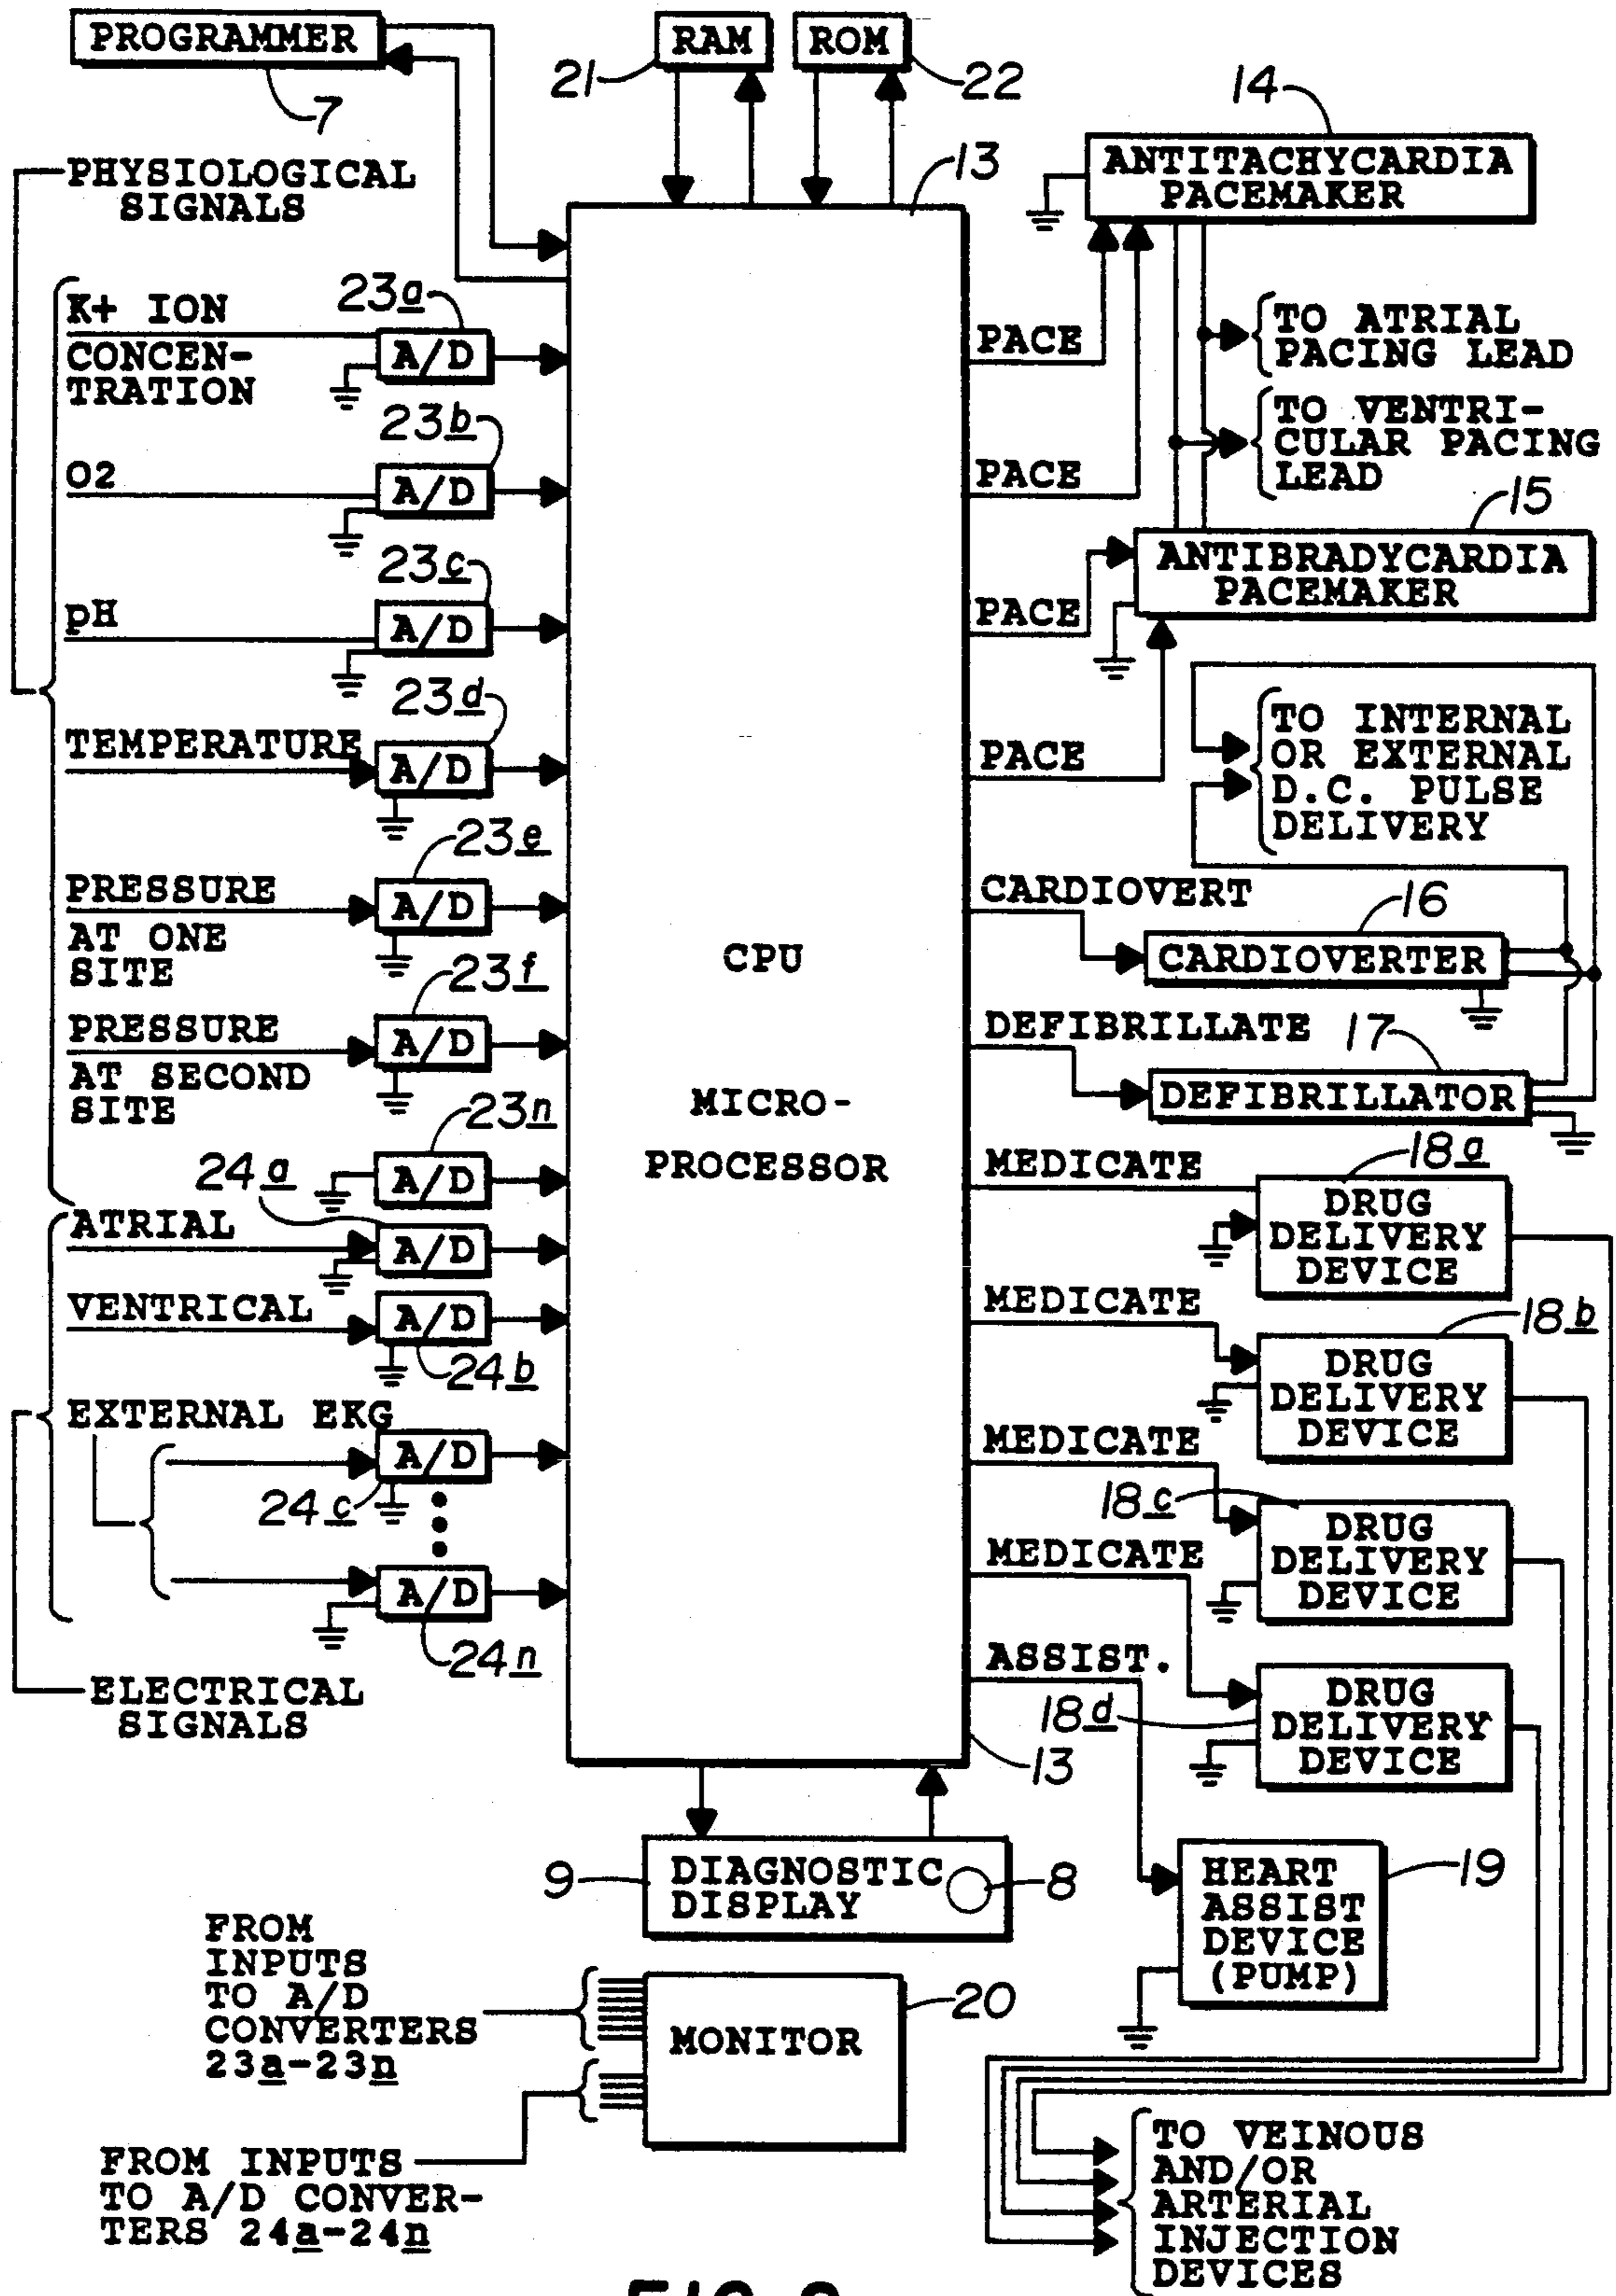 PROGRAMMER
7
RAM
21
ROM
22
13
PHYSIOLOGICAL
SIGNALS
K+ ION
CONCEN-
TRATION
23a
A/D
O2
23b
A/D
pH
23c
A/D
TEMPERATURE
23d
A/D
PRESSURE
AT ONE
SITE
23e
A/D
PRESSURE
AT SECOND
SITE
23f
A/D
23n
A/D
ATRIAL
24a
A/D
VENTRICAL
A/D
24b
EXTERNAL EKG
A/D
24c
A/D
24n
ELECTRICAL
SIGNALS
CPU
MICRO-
PROCESSOR
13
14
ANTITACHYCARDIA
PACEMAKER
PACE
TO ATRIAL
PACING LEAD
TO VENTRI-
CULAR PACING
LEAD
PACE
15
ANTIBRADYCARDIA
PACEMAKER
PACE
PACE
TO INTERNAL
OR EXTERNAL
D.C. PULSE
DELIVERY
CARDIOVERT
16
CARDIOVERTER
DEFIBRILLATE
17
DEFIBRILLATOR
MEDICATE
18a
DRUG
DELIVERY
DEVICE
MEDICATE
18b
DRUG
DELIVERY
DEVICE
MEDICATE
18c
DRUG
DELIVERY
DEVICE
MEDICATE
18d
DRUG
DELIVERY
DEVICE
ASSIST.
HEART
ASSIST
DEVICE
(PUMP)
19
9
DIAGNOSTIC
DISPLAY
8
FROM
INPUTS
TO A/D
CONVERTERS
23a-23n
MONITOR
20
FROM INPUTS
TO A/D CONVER-
TERS 24a-24n
TO VEINOUS
AND/OR
ARTERIAL
INJECTION
DEVICES